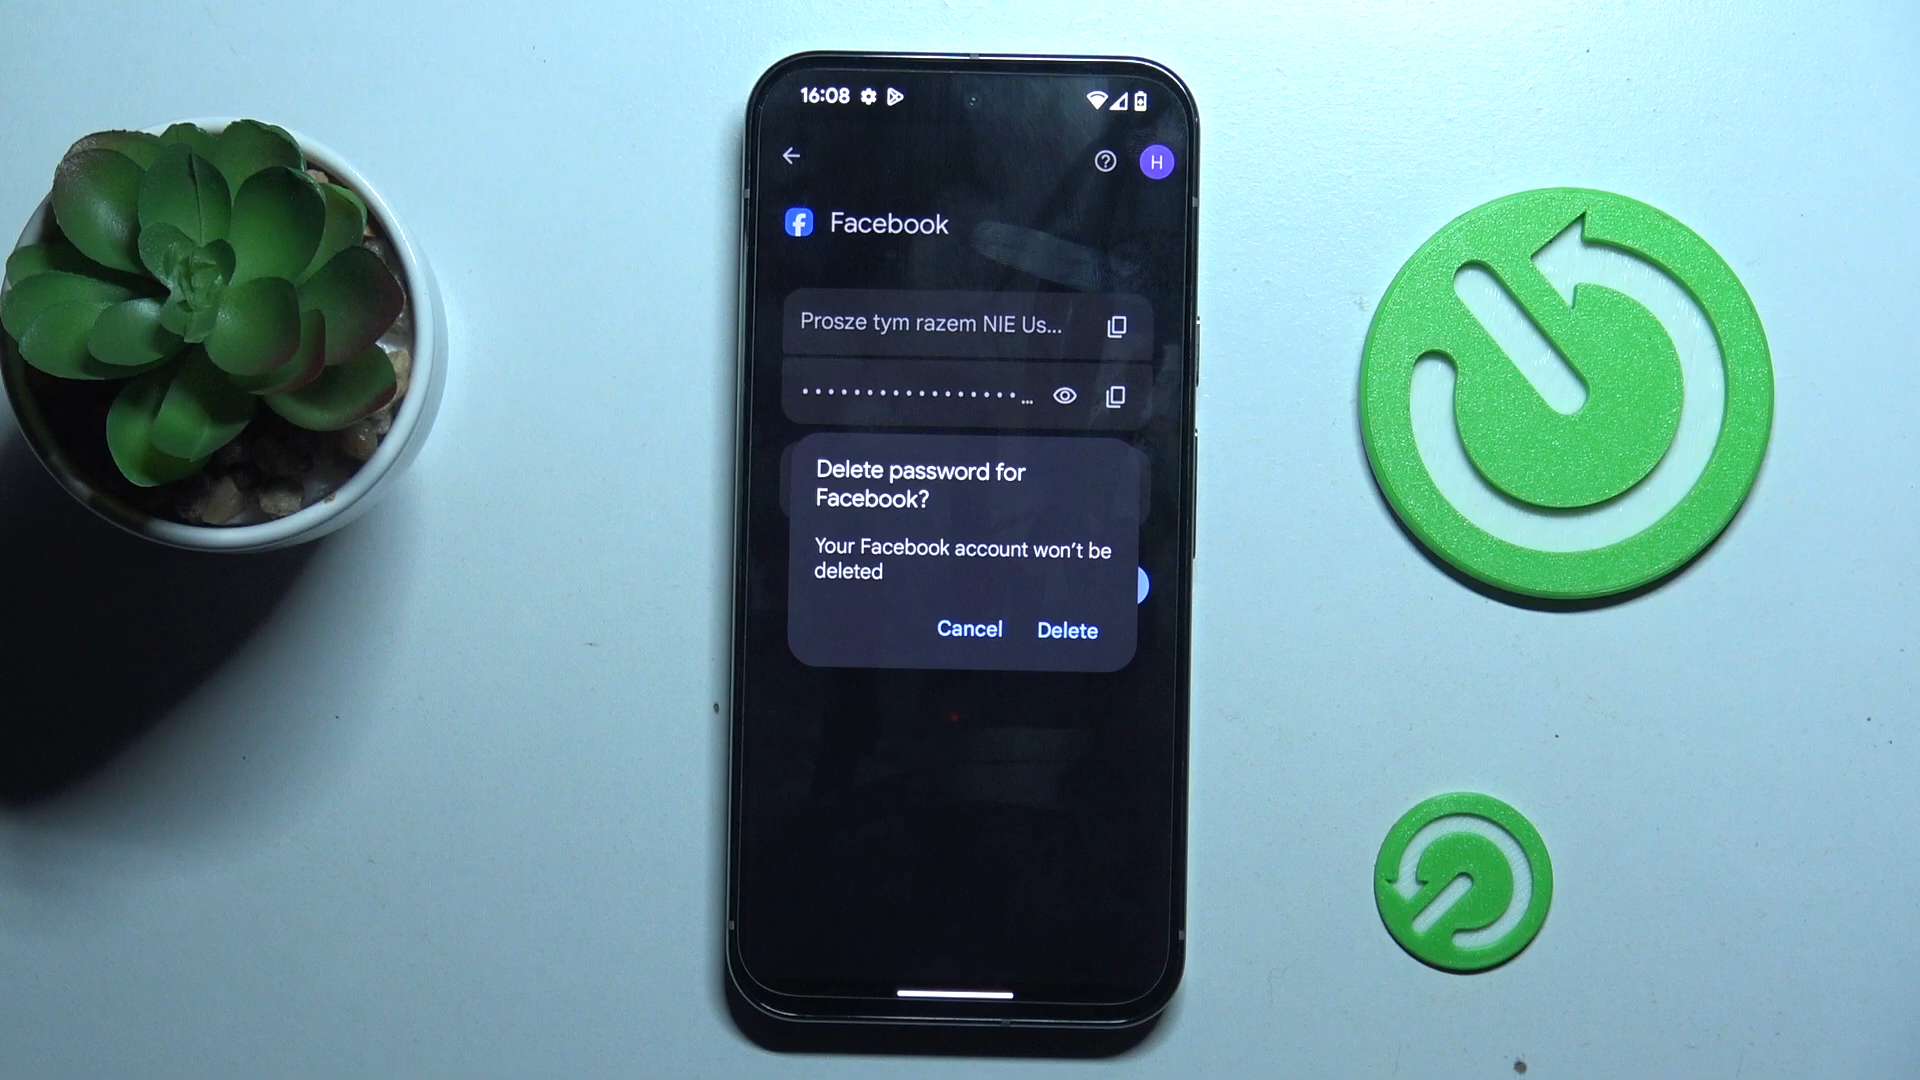 16:08
H
Facebook
Prosze tym razem NIE Us...
••••••••••••••••• ...
Delete password for
Facebook?
Your Facebook account won't be
deleted
Cancel Delete